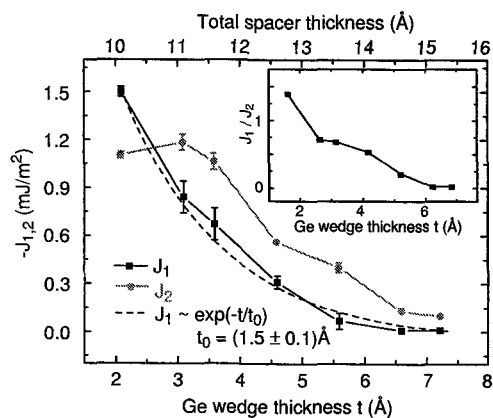 Total spacer thickness (Å)
10 11 12 13 14 15 16
1.5
1.2
0.9
0.6
0.3
0.0
-J1,2 (mJ/m²)
J1 / J2
1
0
2 4 6
Ge wedge thickness t (Å)
J1
J2
J1 ~ exp(-t/t0)
t0 = (1.5 ± 0.1)Å
2 3 4 5 6 7 8
Ge wedge thickness t (Å)